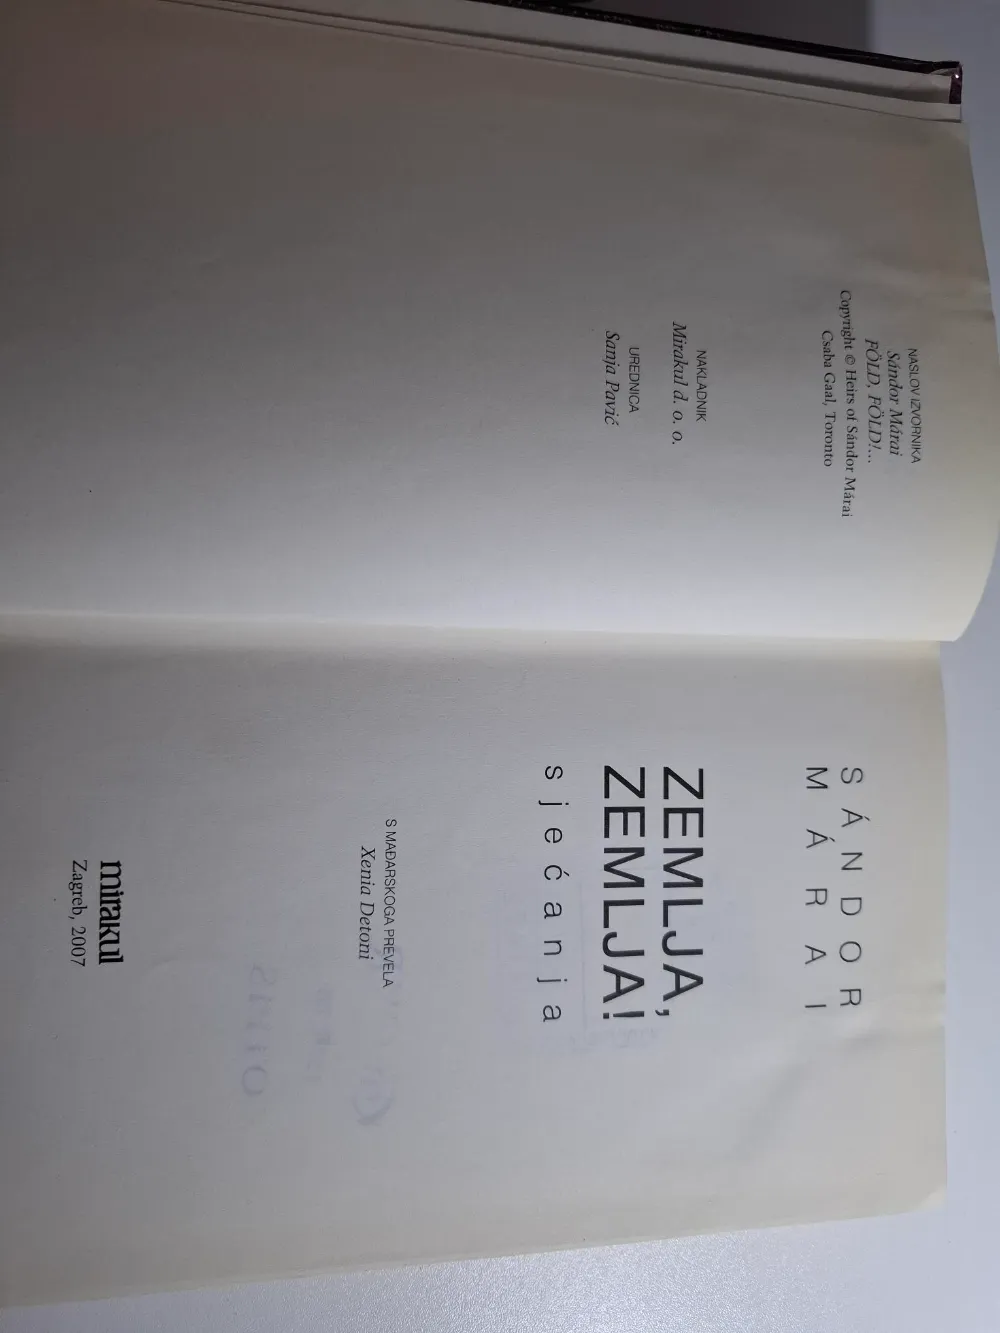 NASLOV IZVORNIKA
Sándor Márai
FÖLD, FÖLD!...
Copyright © Heirs of Sándor Márai
Csaba Gaal, Toronto
NAKLADNIK
Mirakul d. o. o.
UREDNICA
Sanja Pavić
SÁNDOR
MÁRAI
ZEMLJA,
ZEMLJA!
sjećanja
S MAĐARSKOGA PREVELA
Xenia Detoni
mirakul
Zagreb, 2007